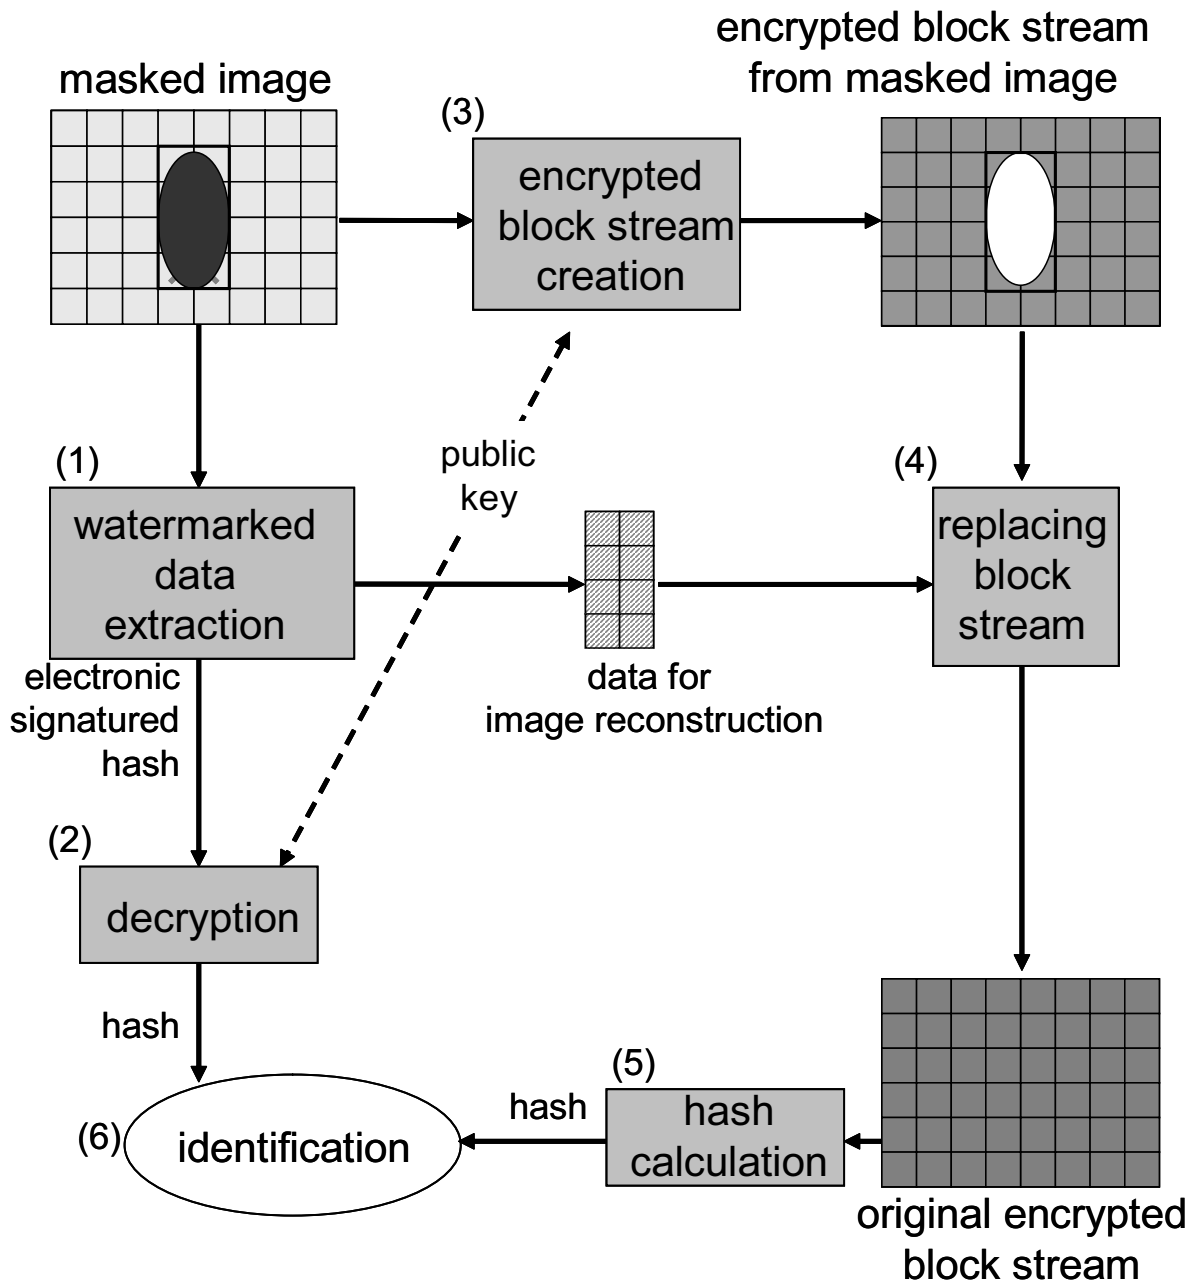 encrypted block stream
from masked image
masked image
(3)
encrypted
block stream
creation
(1)
public
key
(4)
watermarked
data
extraction
replacing
block
stream
electronic
signatured
hash
data for
image reconstruction
(2)
decryption
hash
(5)
hash
calculation
hash
(6)
identification
original encrypted
block stream